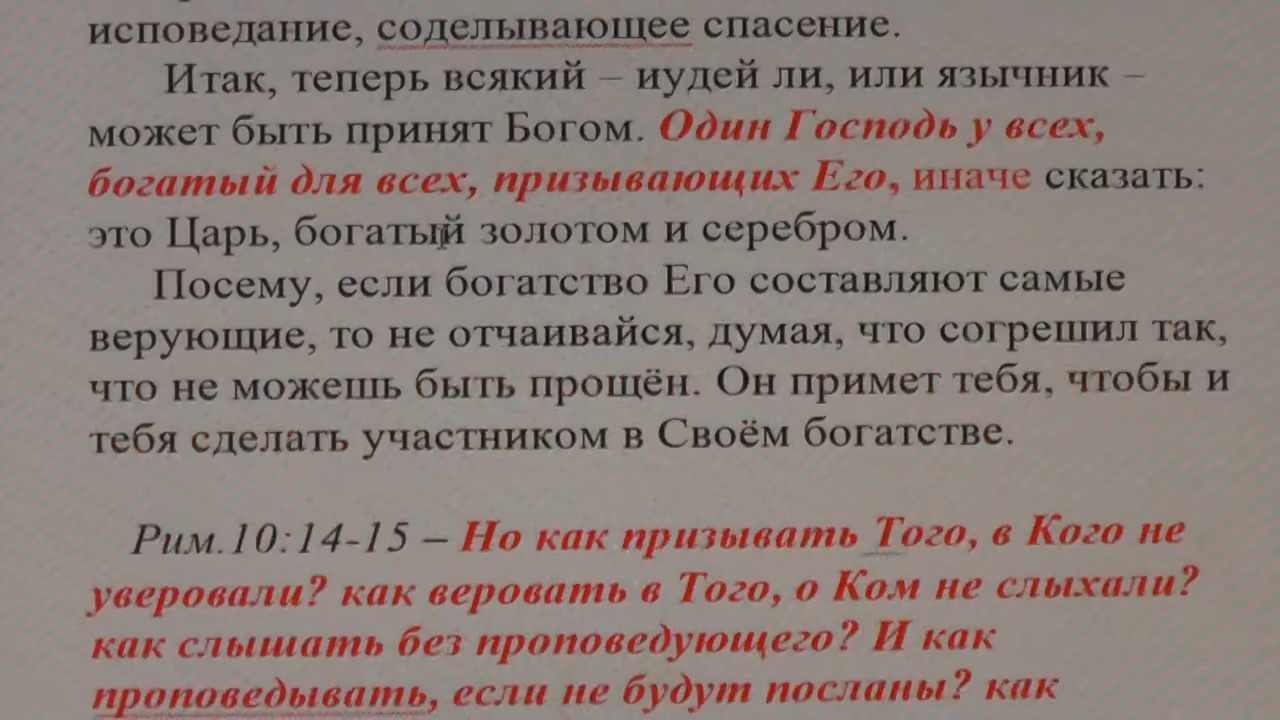 исповедание, соделывающее спасение.
Итак, теперь всякий – иудей ли, или язычник –
может быть принят Богом. Один Господь у всех,
богатый для всех, призывающих Его, иначе сказать:
это Царь, богатый золотом и серебром.
Посему, если богатство Его составляют самые
верующие, то не отчаивайся, думая, что согрешил так,
что не можешь быть прощён. Он примет тебя, чтобы и
тебя сделать участником в Своём богатстве.
Рим.10:14-15 – Но как призывать Того, в Кого не
уверовали? как веровать в Того, о Ком не слыхали?
как слышать без проповедующего? И как
проповедывать, если не будут посланы? как